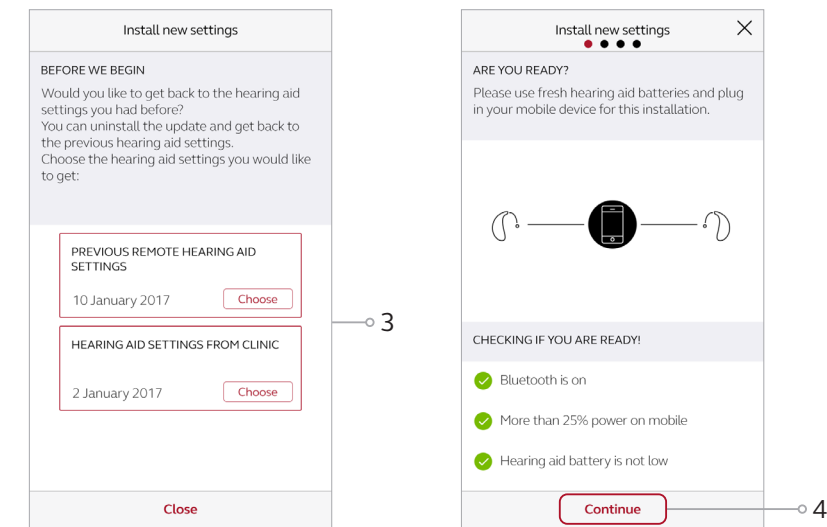 Install new settings
BEFORE WE BEGIN
Would you like to get back to the hearing aid
settings you had before?
You can uninstall the update and get back to
the previous hearing aid settings.
Choose the hearing aid settings you would like
to get:
PREVIOUS REMOTE HEARING AID
SETTINGS
10 January 2017
Choose
HEARING AID SETTINGS FROM CLINIC
2 January 2017
Choose
Close
3
Install new settings
ARE YOU READY?
Please use fresh hearing aid batteries and plug
in your mobile device for this installation.
CHECKING IF YOU ARE READY!
Bluetooth is on
More than 25% power on mobile
Hearing aid battery is not low
Continue
4